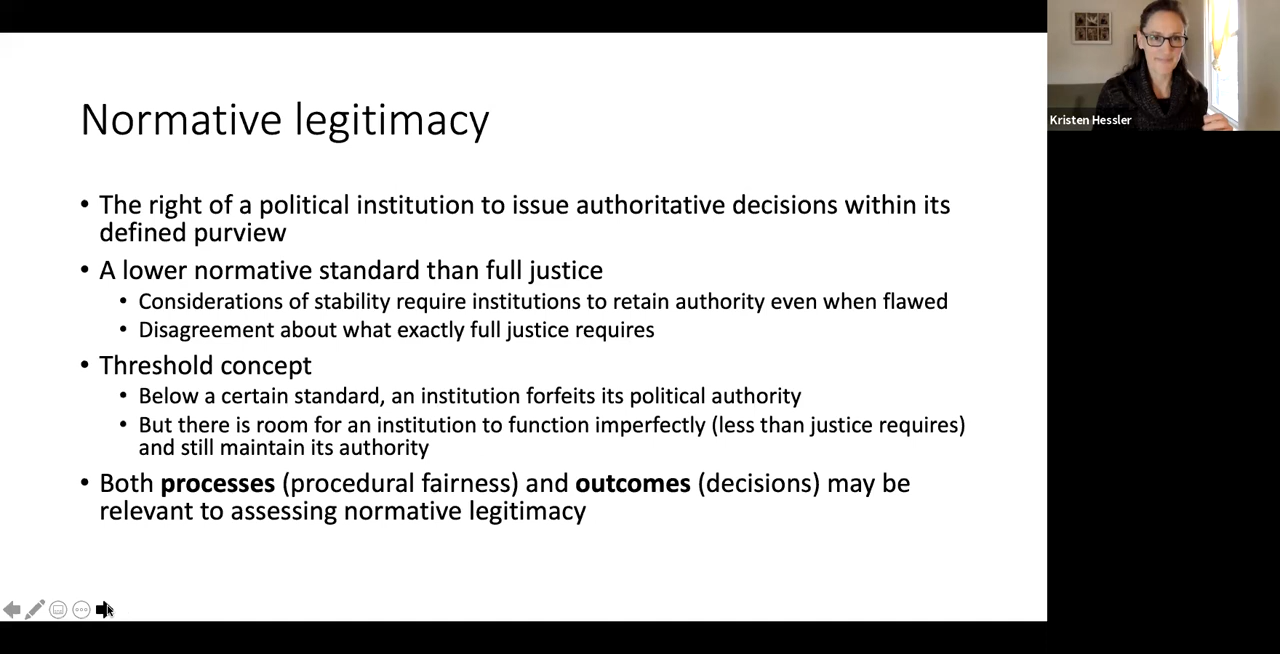 Normative legitimacy
• The right of a political institution to issue authoritative decisions within its
defined purview
• A lower normative standard than full justice
• Considerations of stability require institutions to retain authority even when flawed
• Disagreement about what exactly full justice requires
• Threshold concept
• Below a certain standard, an institution forfeits its political authority
• But there is room for an institution to function imperfectly (less than justice requires)
and still maintain its authority
• Both processes (procedural fairness) and outcomes (decisions) may be
relevant to assessing normative legitimacy
Kristen Hessler